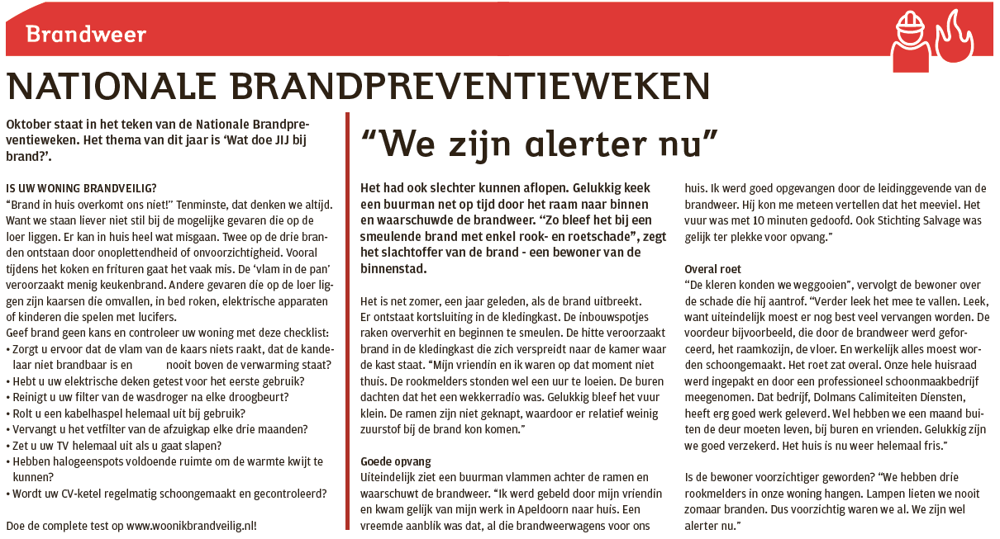 Brandweer
NATIONALE BRANDPREVENTIEWEKEN
Oktober staat in het teken van de Nationale Brandpre-
ventieweken. Het thema van dit jaar is ‘Wat doe JIJ bij
brand?’.
IS UW WONING BRANDVEILIG?
“Brand in huis overkomt ons niet!” Tenminste, dat denken we altijd.
Want we staan liever niet stil bij de mogelijke gevaren die op de
loer liggen. Er kan in huis heel wat misgaan. Twee op de drie bran-
den ontstaan door onoplettendheid of onvoorzichtigheid. Vooral
tijdens het koken en frituren gaat het vaak mis. De ‘vlam in de pan’
veroorzaakt menig keukenbrand. Andere gevaren die op de loer lig-
gen zijn kaarsen die omvallen, in bed roken, elektrische apparaten
of kinderen die spelen met lucifers.
Geef brand geen kans en controleer uw woning met deze checklist:
• Zorgt u ervoor dat de vlam van de kaars niets raakt, dat de kande-
laar niet brandbaar is en nooit boven de verwarming staat?
• Hebt u uw elektrische deken getest voor het eerste gebruik?
• Reinigt u uw filter van de wasdroger na elke droogbeurt?
• Rolt u een kabelhaspel helemaal uit bij gebruik?
• Vervangt u het vetfilter van de afzuigkap elke drie maanden?
• Zet u uw TV helemaal uit als u gaat slapen?
• Hebben halogeenspots voldoende ruimte om de warmte kwijt te
kunnen?
• Wordt uw CV-ketel regelmatig schoongemaakt en gecontroleerd?
Doe de complete test op www.woonikbrandveilig.nl!
“We zijn alerter nu”
Het had ook slechter kunnen aflopen. Gelukkig keek
een buurman net op tijd door het raam naar binnen
en waarschuwde de brandweer. “Zo bleef het bij een
smeulende brand met enkel rook- en roetschade”, zegt
het slachtoffer van de brand - een bewoner van de
binnenstad.
Het is net zomer, een jaar geleden, als de brand uitbreekt.
Er ontstaat kortsluiting in de kledingkast. De inbouwspotjes
raken oververhit en beginnen te smeulen. De hitte veroorzaakt
brand in de kledingkast die zich verspreidt naar de kamer waar
de kast staat. “Mijn vriendin en ik waren op dat moment niet
thuis. De rookmelders stonden wel een uur te loeien. De buren
dachten dat het een wekkerradio was. Gelukkig bleef het vuur
klein. De ramen zijn niet geknapt, waardoor er relatief weinig
zuurstof bij de brand kon komen.”
Goede opvang
Uiteindelijk ziet een buurman vlammen achter de ramen en
waarschuwt de brandweer. “Ik werd gebeld door mijn vriendin
en kwam gelijk van mijn werk in Apeldoorn naar huis. Een
vreemde aanblik was dat, al die brandweerwagens voor ons
huis. Ik werd goed opgevangen door de leidinggevende van de
brandweer. Hij kon me meteen vertellen dat het meeviel. Het
vuur was met 10 minuten gedoofd. Ook Stichting Salvage was
gelijk ter plekke voor opvang.”
Overal roet
“De kleren konden we weggooien”, vervolgt de bewoner over
de schade die hij aantrof. “Verder leek het mee te vallen. Leek,
want uiteindelijk moest er nog best veel vervangen worden. De
voordeur bijvoorbeeld, die door de brandweer werd gefor-
ceerd, het raamkozijn, de vloer. En werkelijk alles moest wor-
den schoongemaakt. Het roet zat overal. Onze hele huisraad
werd ingepakt en door een professioneel schoonmaakbedrijf
meegenomen. Dat bedrijf, Dolmans Calimiteiten Diensten,
heeft erg goed werk geleverd. Wel hebben we een maand bui-
ten de deur moeten leven, bij buren en vrienden. Gelukkig zijn
we goed verzekerd. Het huis is nu weer helemaal fris.”
Is de bewoner voorzichtiger geworden? “We hebben drie
rookmelders in onze woning hangen. Lampen lieten we nooit
zomaar branden. Dus voorzichtig waren we al. We zijn wel
alerter nu.”